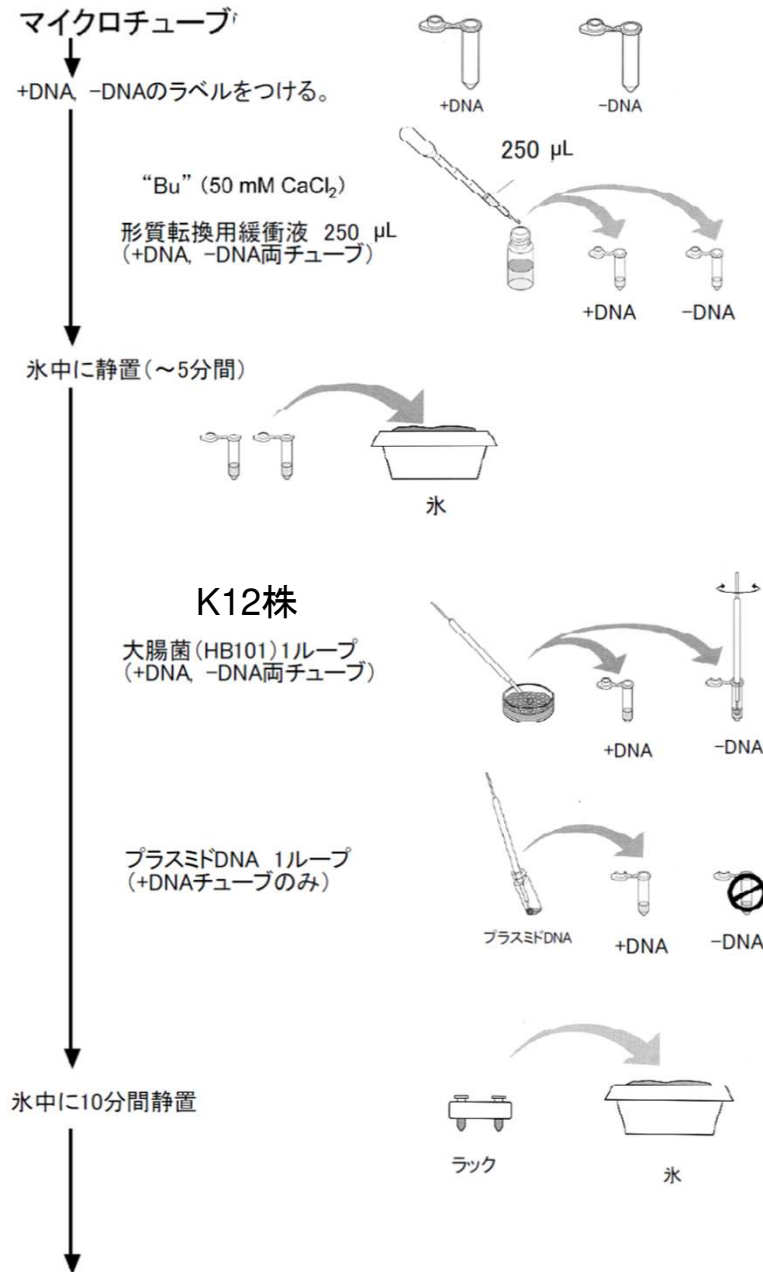 マイクロチューブ
+DNA, −DNAのラベルをつける。
+DNA
−DNA
250 μL
“Bu” (50 mM CaCl₂)
形質転換用緩衝液 250 μL
(+DNA, −DNA両チューブ)
+DNA
−DNA
氷中に静置(～5分間)
氷
K12株
大腸菌(HB101)1ループ
(+DNA, −DNA両チューブ)
+DNA
−DNA
プラスミドDNA 1ループ
(+DNAチューブのみ)
プラスミドDNA
+DNA
−DNA
氷中に10分間静置
ラック
氷